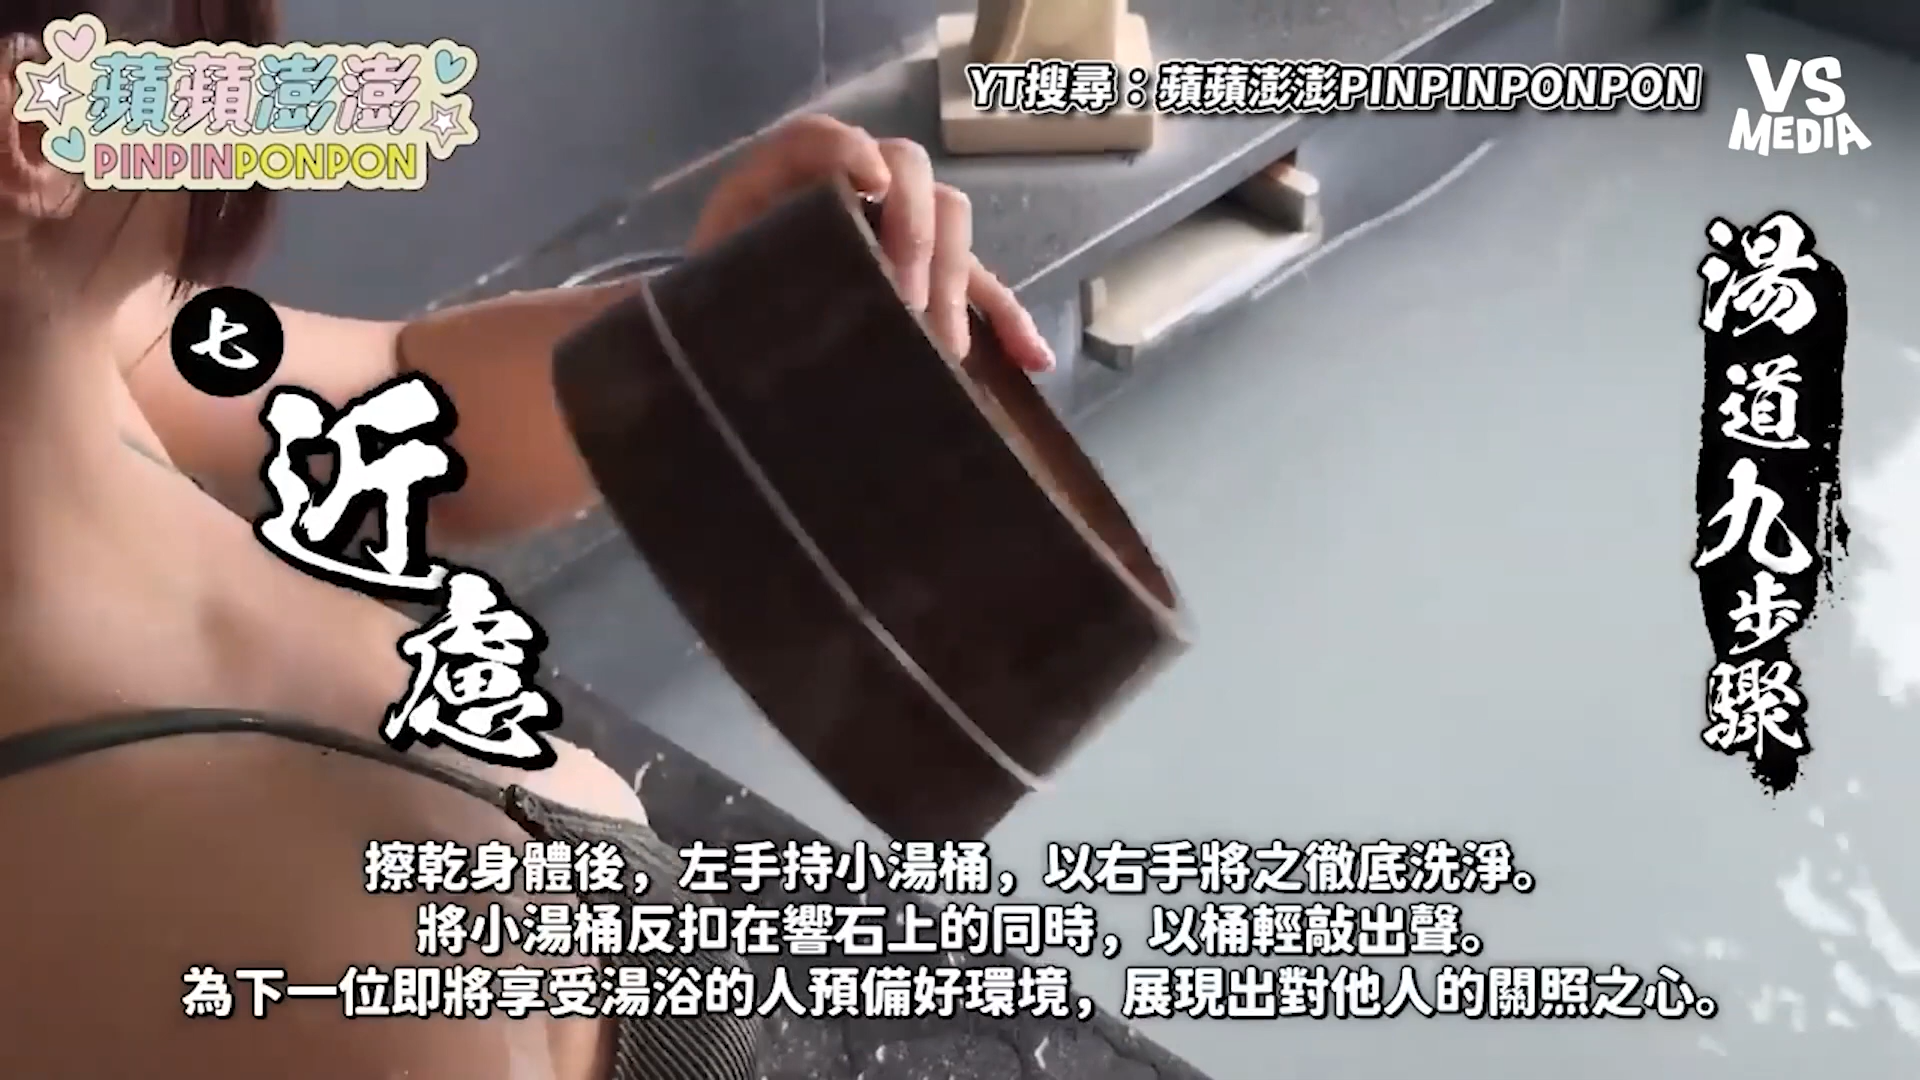 蘋蘋澎澎
PINPINPONPON
YT搜尋：蘋蘋澎澎PINPINPONPON
VS
MEDIA
湯道九步驟
七
近慮
擦乾身體後，左手持小湯桶，以右手將之徹底洗淨。
將小湯桶反扣在響石上的同時，以桶輕敲出聲。
為下一位即將享受湯浴的人預備好環境，展現出對他人的關照之心。